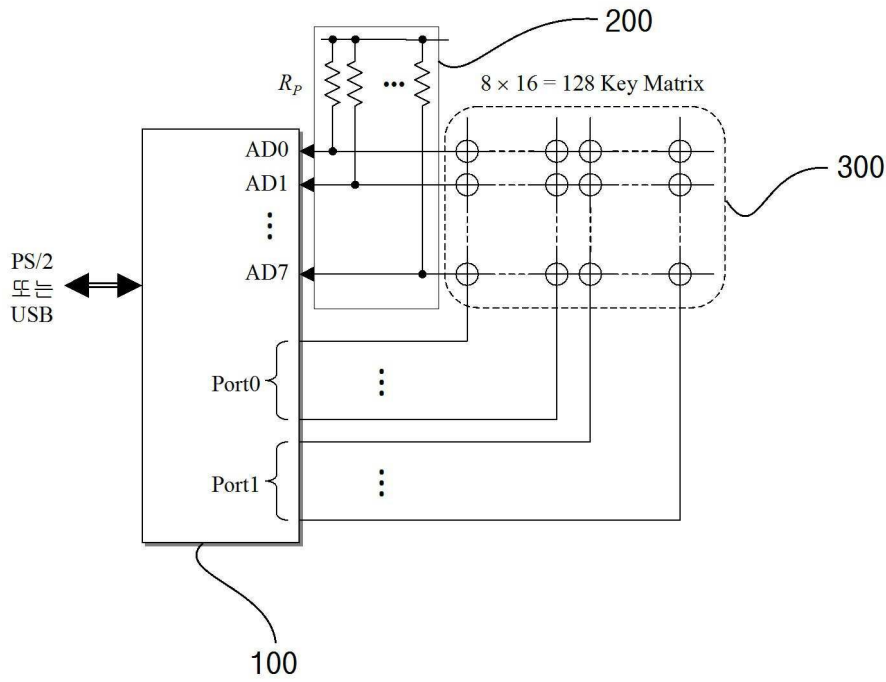 200
R_P
8 × 16 = 128 Key Matrix
AD0
AD1
300
PS/2
또는
USB
AD7
Port0
Port1
100